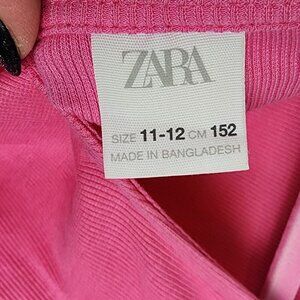 ZARA
SIZE 11-12 CM 152
MADE IN BANGLADESH